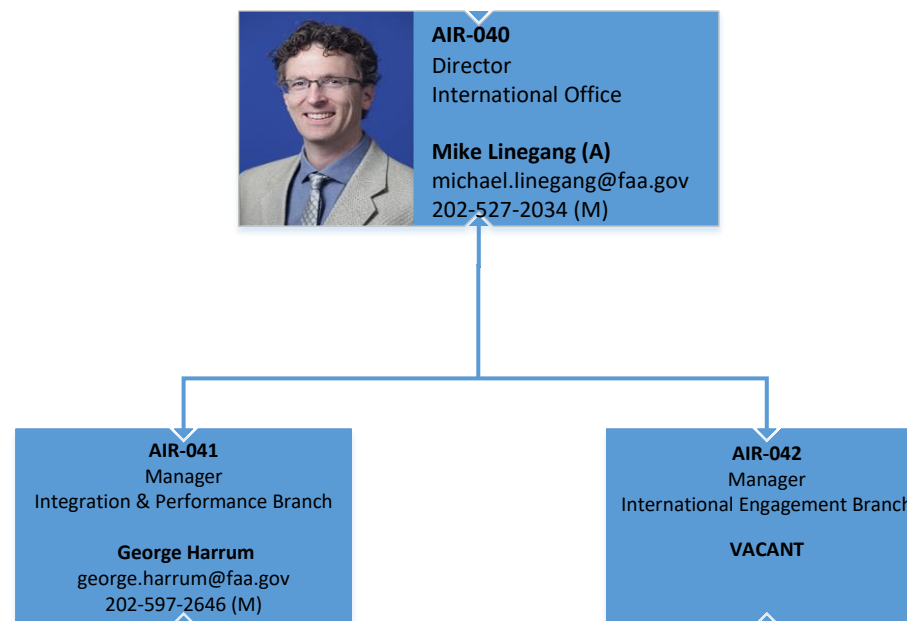 AIR-040
Director
International Office
Mike Linegang (A)
michael.linegang@faa.gov
202-527-2034 (M)
AIR-041
Manager
Integration & Performance Branch
George Harrum
george.harrum@faa.gov
202-597-2646 (M)
AIR-042
Manager
International Engagement Branch
VACANT